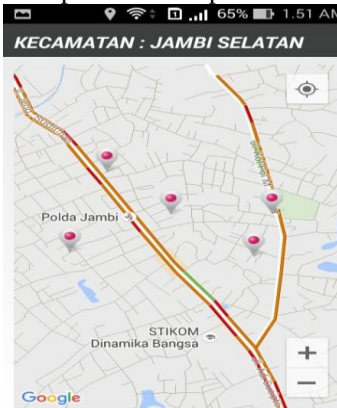 65% 1.51 AM
KECAMATAN : JAMBI SELATAN
Polda Jambi
STIKOM
Dinamika Bangsa
Google